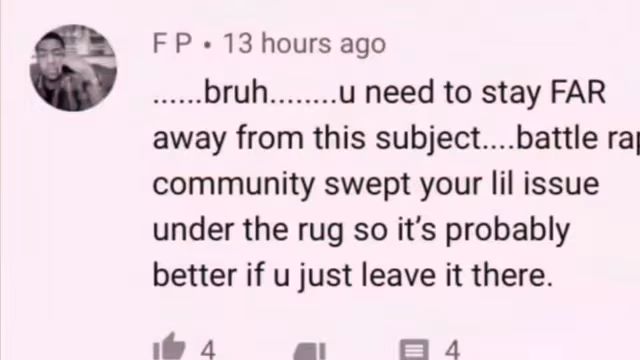 F P • 13 hours ago
......bruh........u need to stay FAR
away from this subject....battle rap
community swept your lil issue
under the rug so it's probably
better if u just leave it there.
4 4